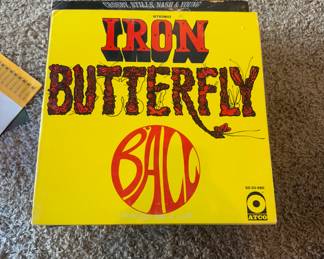 CROSBY, STILLS, NASH & YOUNG
STEREO
IRON
BUTTERFLY
BALL
ATCO